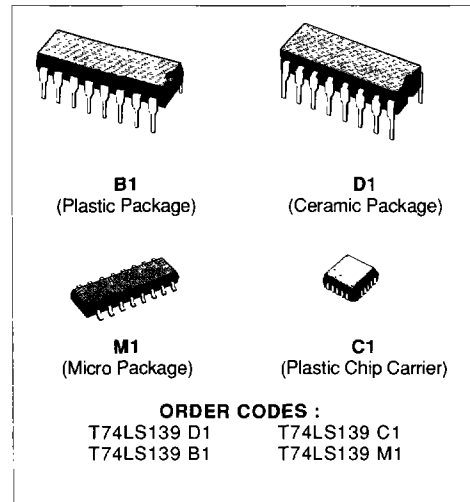 B1
(Plastic Package)
D1
(Ceramic Package)
M1
(Micro Package)
C1
(Plastic Chip Carrier)
ORDER CODES :
T74LS139 D1 T74LS139 C1
T74LS139 B1 T74LS139 M1